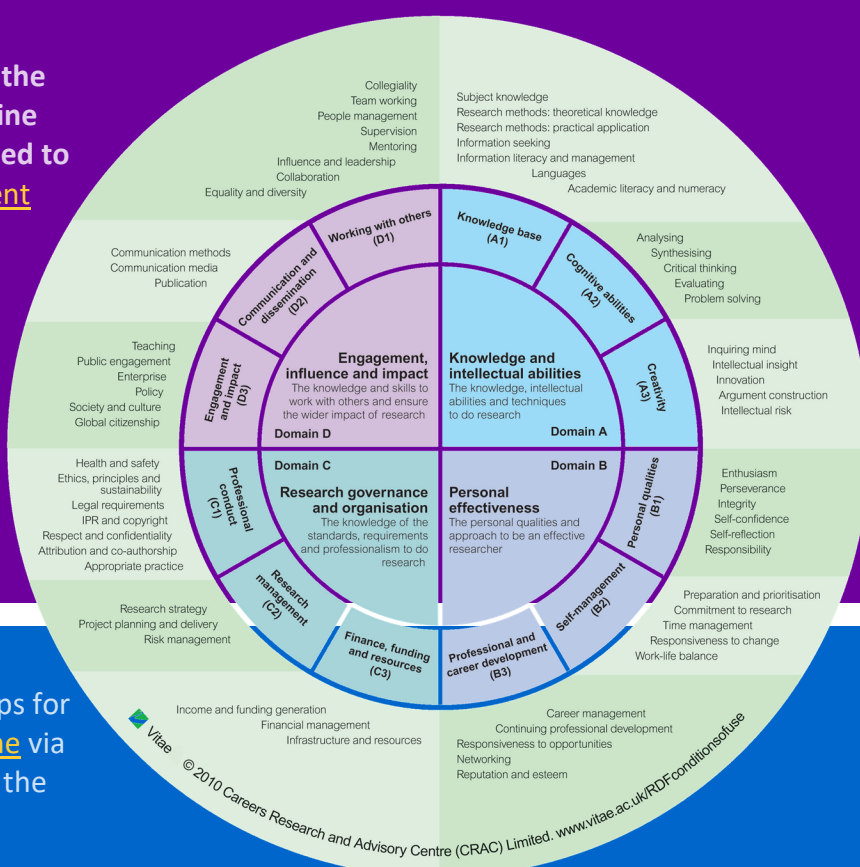 the
ine
ed to
ent
ps for
ne via
the
Collegiality
Team working
People management
Supervision
Mentoring
Influence and leadership
Collaboration
Equality and diversity
Subject knowledge
Research methods: theoretical knowledge
Research methods: practical application
Information seeking
Information literacy and management
Languages
Academic literacy and numeracy
Working with others
(D1)
Knowledge base
(A1)
Communication methods
Communication media
Publication
Communication and
dissemination
(D2)
Cognitive abilities
(A2)
Analysing
Synthesising
Critical thinking
Evaluating
Problem solving
Teaching
Public engagement
Enterprise
Policy
Society and culture
Global citizenship
Engagement
and impact
(D3)
Engagement,
influence and impact
The knowledge and skills to
work with others and ensure
the wider impact of research
Domain D
Knowledge and
intellectual abilities
The knowledge, intellectual
abilities and techniques
to do research
Domain A
Creativity
(A3)
Inquiring mind
Intellectual insight
Innovation
Argument construction
Intellectual risk
Health and safety
Ethics, principles and
sustainability
Legal requirements
IPR and copyright
Respect and confidentiality
Attribution and co-authorship
Appropriate practice
Professional
conduct
(C1)
Domain C
Research governance
and organisation
The knowledge of the
standards, requirements
and professionalism to do
research
Domain B
Personal
effectiveness
The personal qualities and
approach to be an effective
researcher
Personal qualities
(B1)
Enthusiasm
Perseverance
Integrity
Self-confidence
Self-reflection
Responsibility
Research strategy
Project planning and delivery
Risk management
Research
management
(C2)
Self-management
(B2)
Preparation and prioritisation
Commitment to research
Time management
Responsiveness to change
Work-life balance
Finance, funding
and resources
(C3)
Professional and
career development
(B3)
Income and funding generation
Financial management
Infrastructure and resources
Career management
Continuing professional development
Responsiveness to opportunities
Networking
Reputation and esteem
Vitae © 2010 Careers Research and Advisory Centre (CRAC) Limited. www.vitae.ac.uk/RDFconditionsofuse